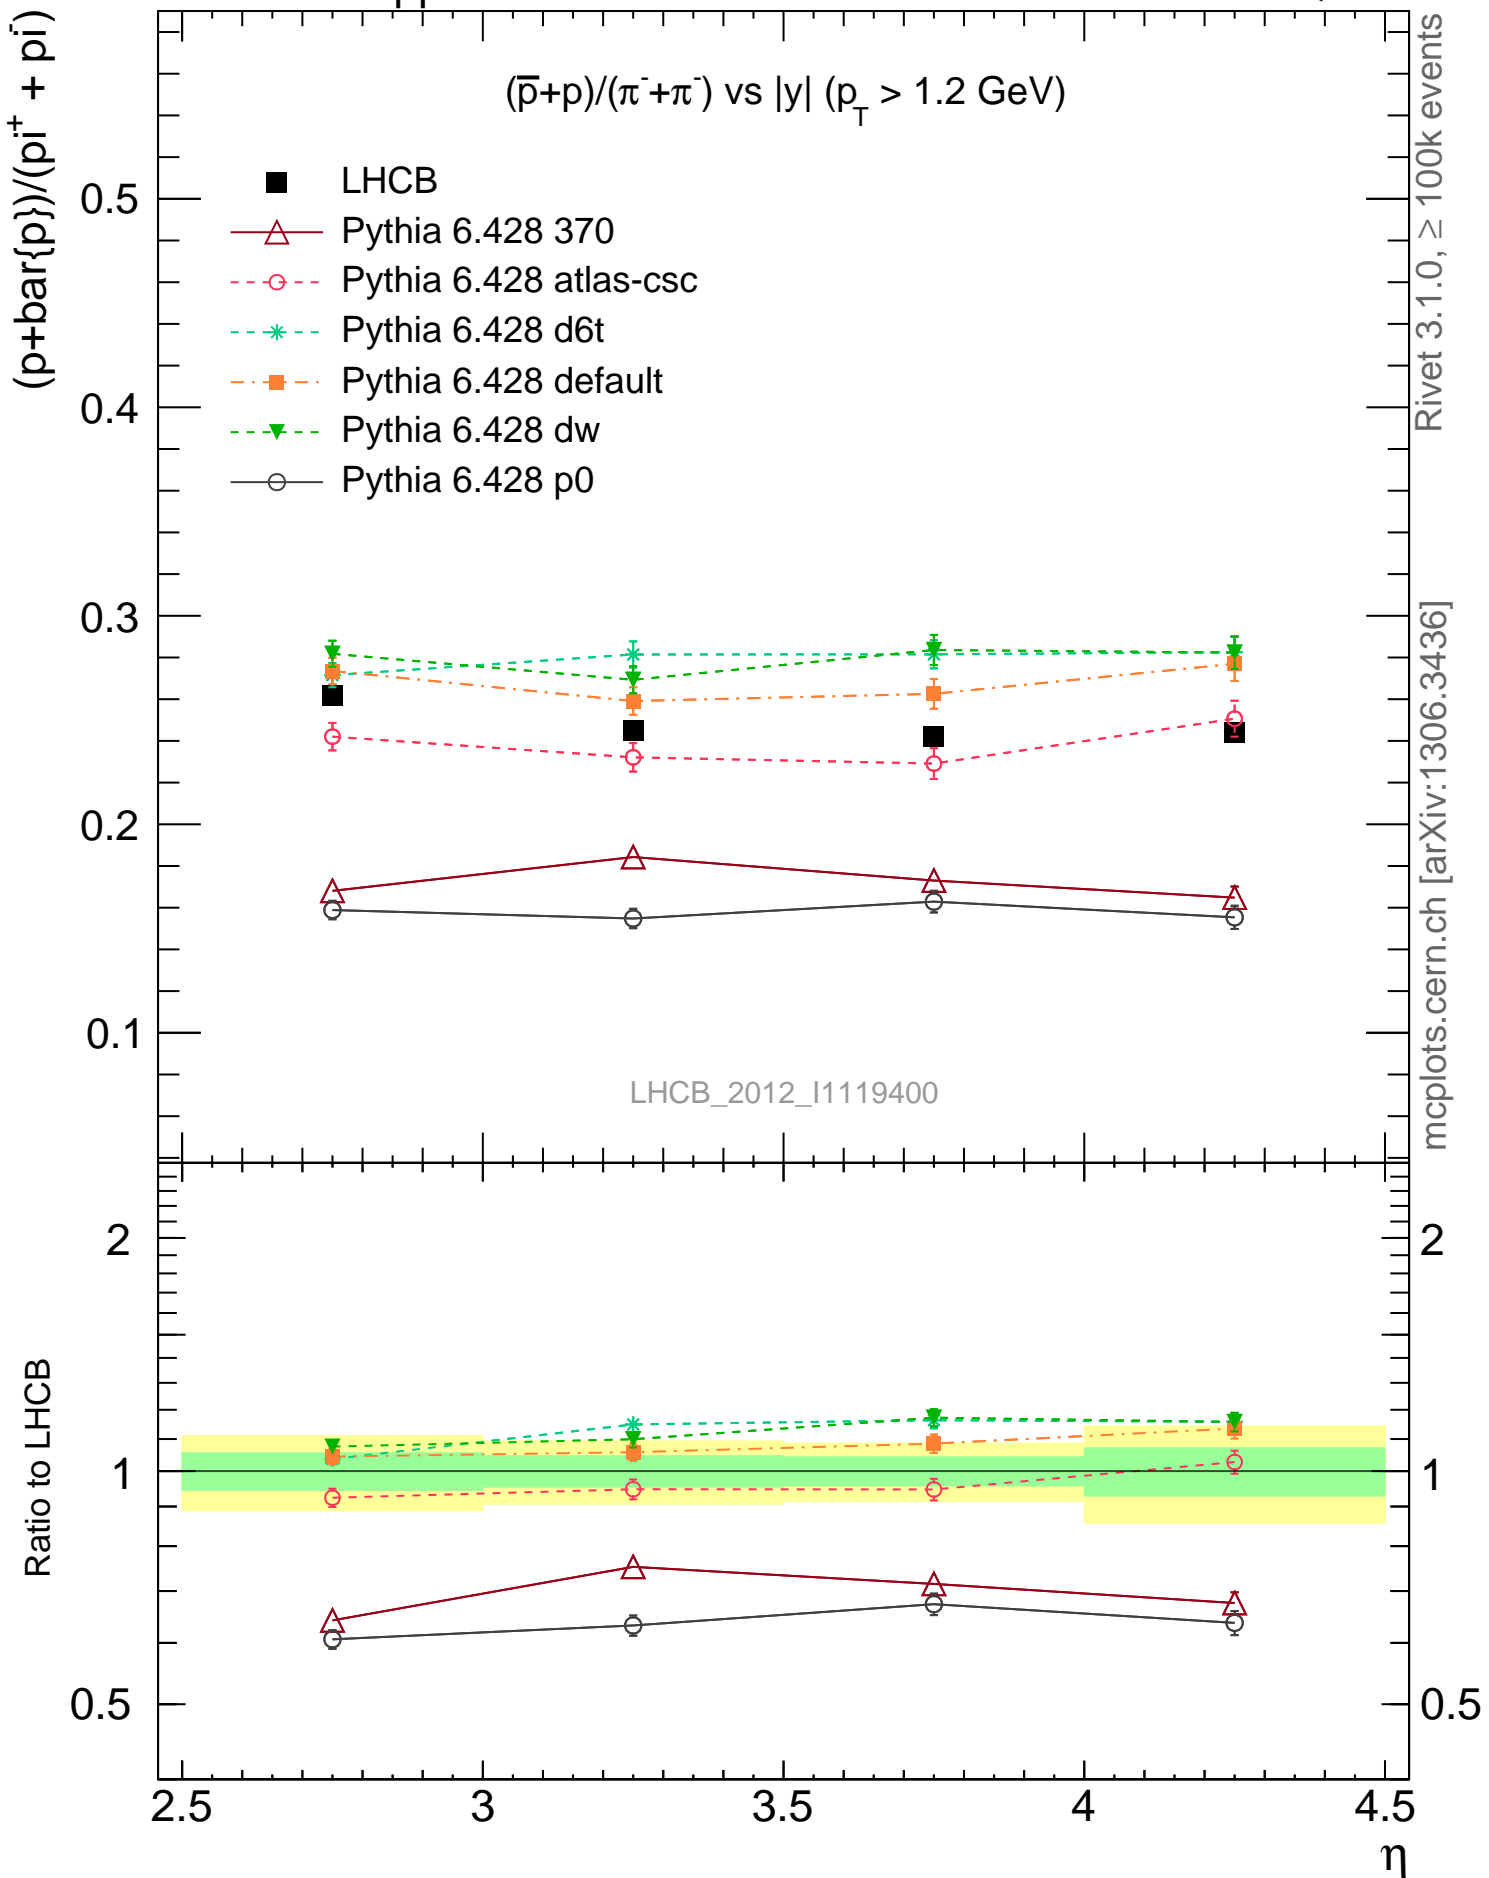 pp
(p̅+p)/(π⁻+π⁻) vs |y| (p_T > 1.2 GeV)
(p+bar{p})/(pi⁺ + pi⁻)
LHCB
Pythia 6.428 370
Pythia 6.428 atlas-csc
Pythia 6.428 d6t
Pythia 6.428 default
Pythia 6.428 dw
Pythia 6.428 p0
0.5
0.4
0.3
0.2
0.1
LHCB_2012_I1119400
Rivet 3.1.0, ≥ 100k events
mcplots.cern.ch [arXiv:1306.3436]
Ratio to LHCB
2
1
0.5
2
1
0.5
2.5 3 3.5 4 4.5
η